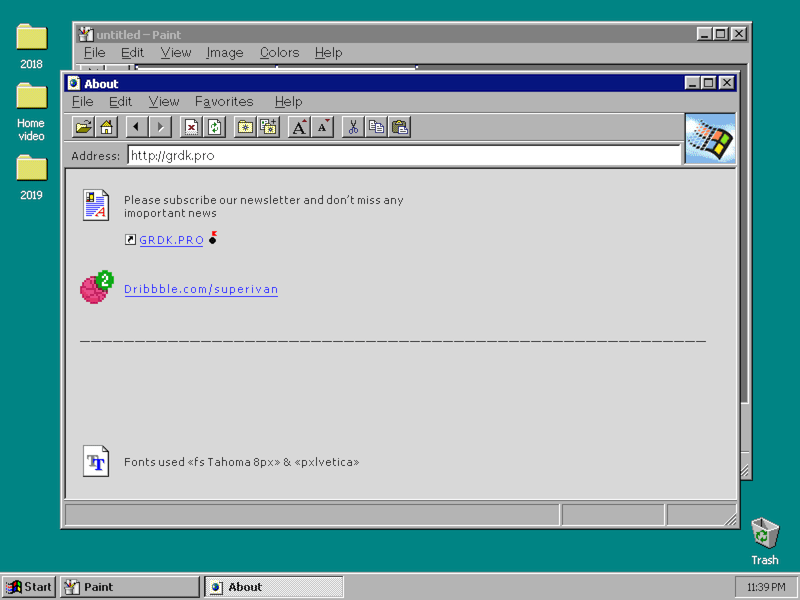 2018
Home
video
2019
untitled – Paint
File Edit View Image Colors Help
About
File Edit View Favorites Help
A A
Address: http://grdk.pro
A
Please subscribe our newsletter and don't miss any
imoportant news
GRDK.PRO
2
Dribbble.com/superivan
TT
Fonts used «fs Tahoma 8px» & «pxlvetica»
Trash
Start Paint About 11:39 PM